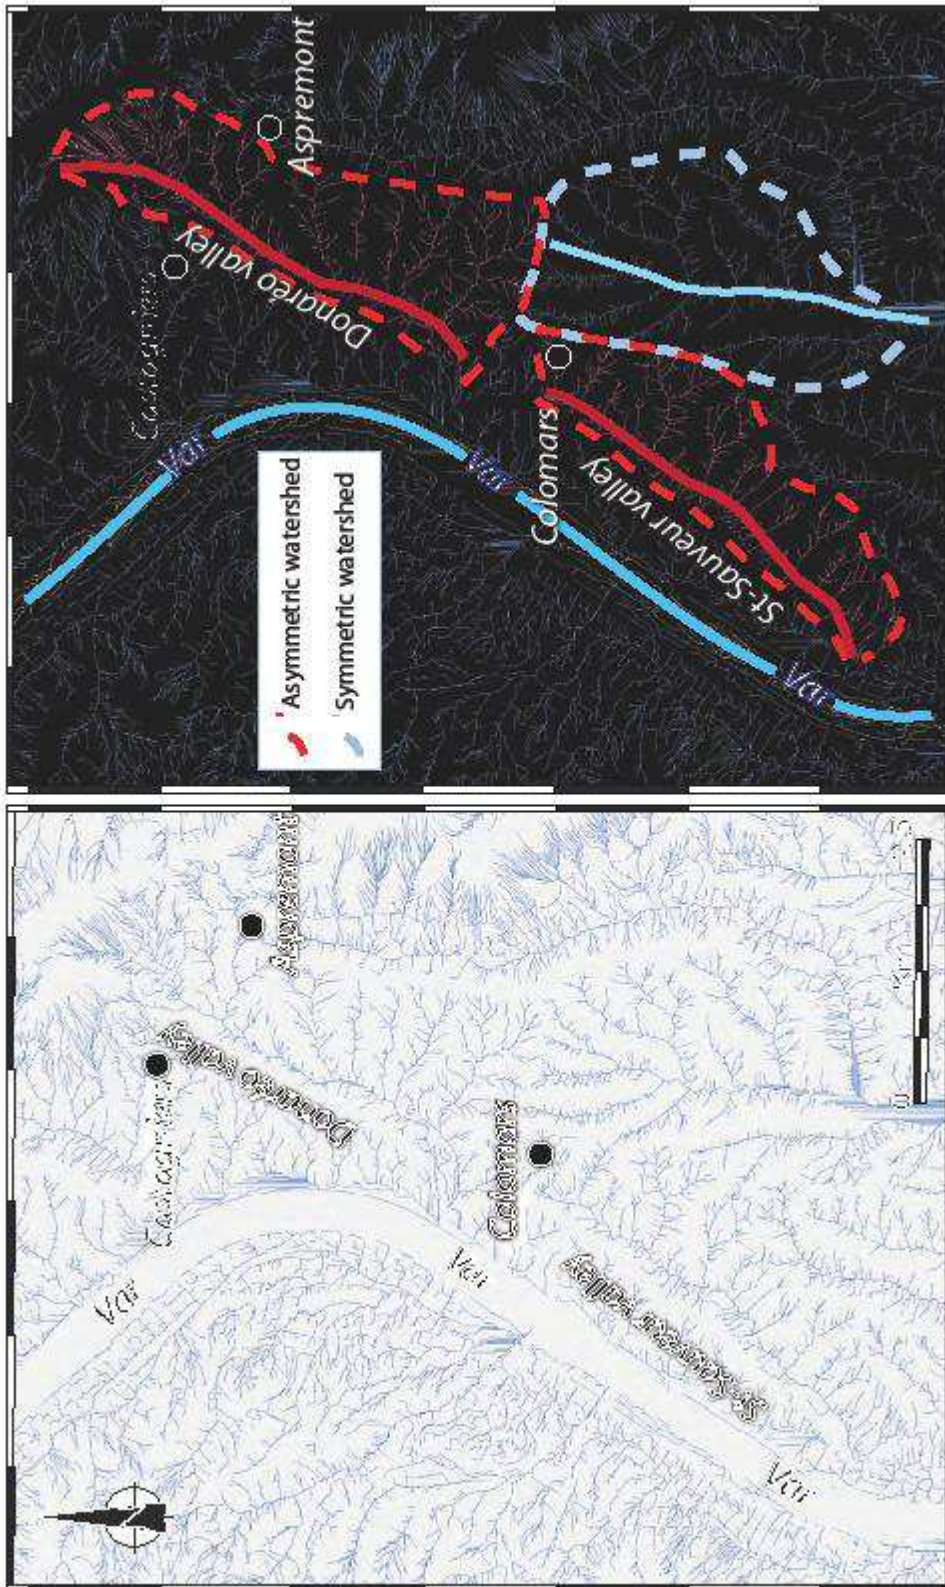 Aspremont
Castagniers
Donaréo valley
Var
Var
Colomars
St-Sauveur valley
Var
Asymmetric watershed
Symmetric watershed
Aspremont
Castagniers
Donaréo valley
Var
Var
Colomars
St-Sauveur valley
Var
N
0